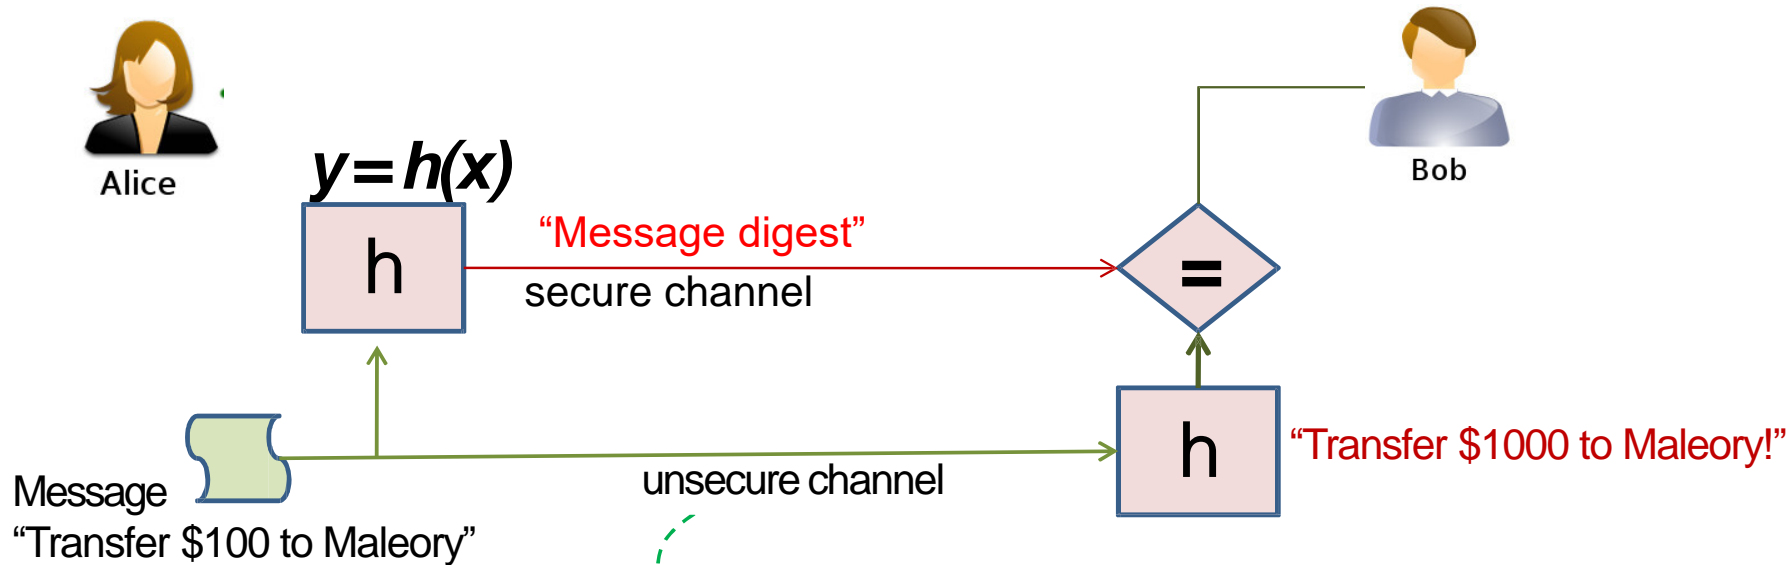 Alice
Bob
y=h(x)
h
“Message digest”
secure channel
=
h
“Transfer $1000 to Maleory!”
unsecure channel
Message
“Transfer $100 to Maleory”